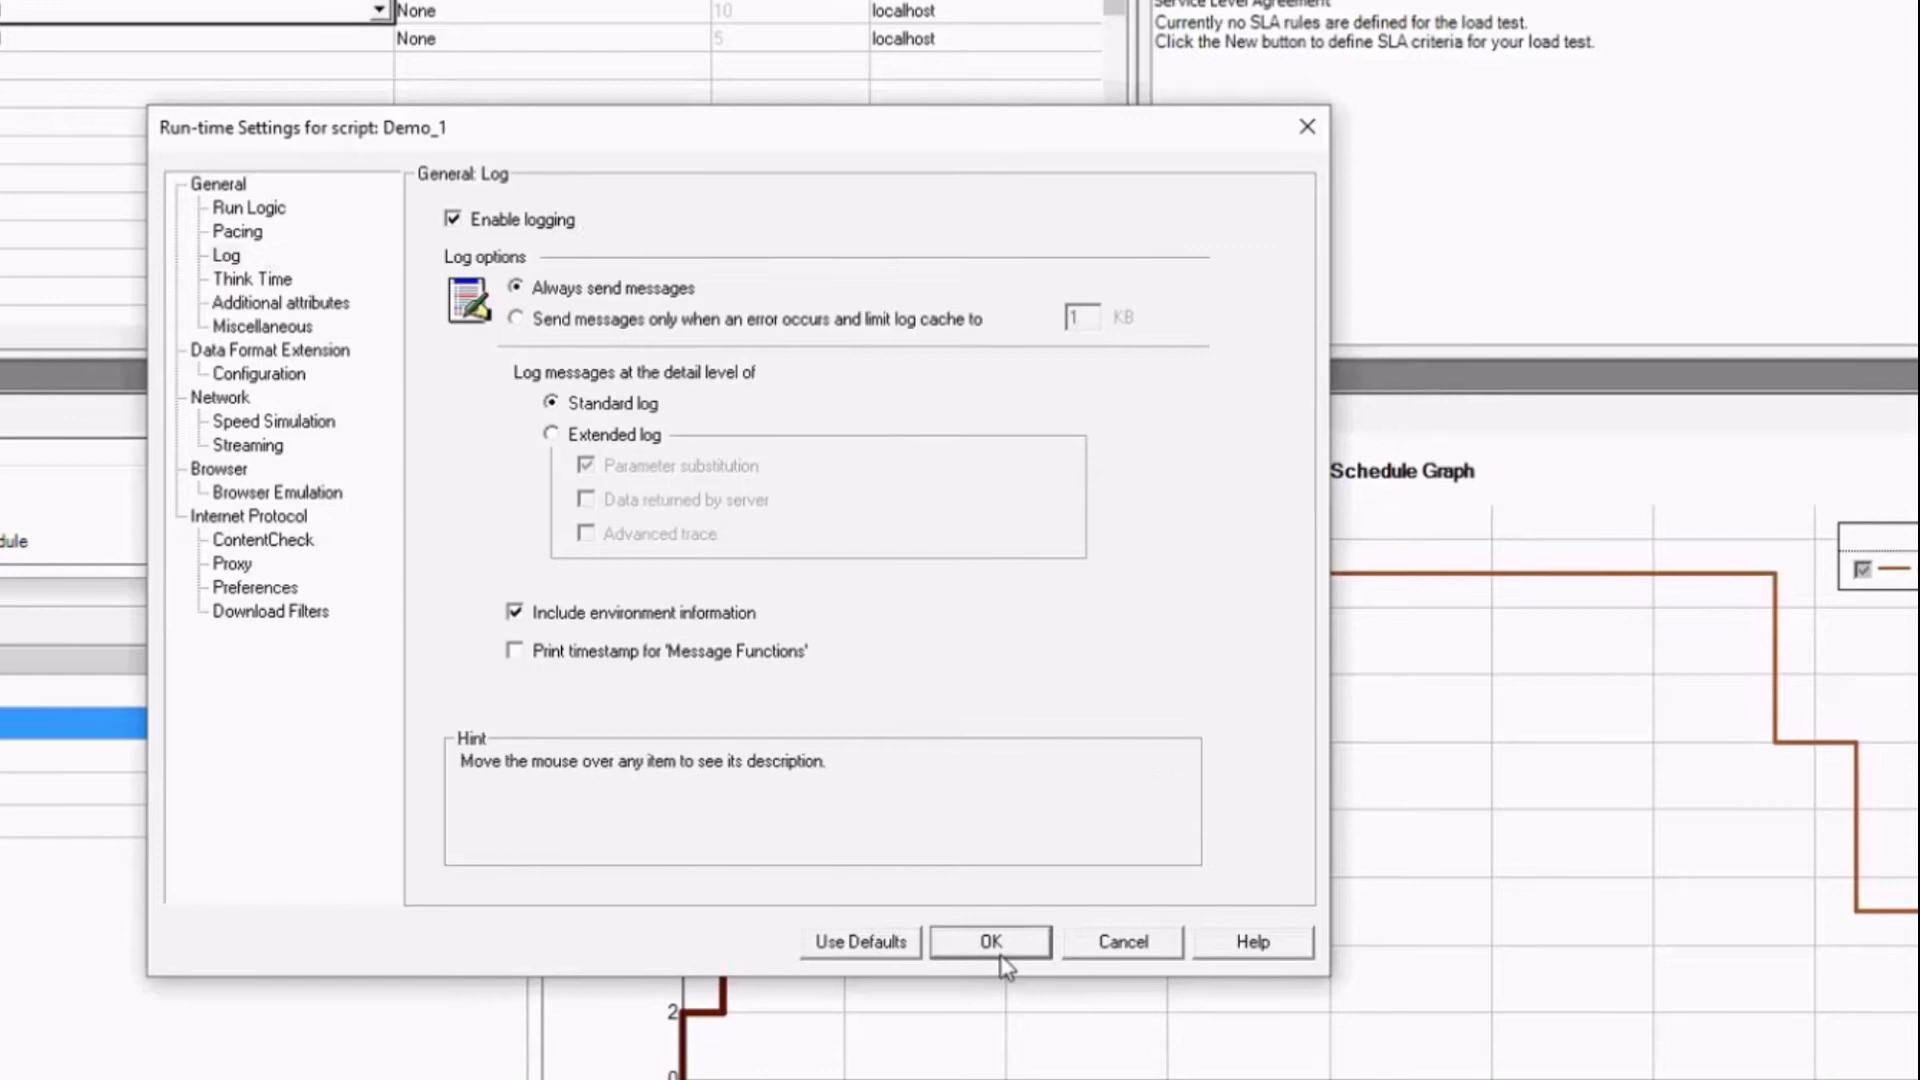 None
10
localhost
Service Level Agreement
Currently no SLA rules are defined for the load test.
None
5
localhost
Click the New button to define SLA criteria for your load test.
Run-time Settings for script: Demo_1
General
Run Logic
Pacing
Log
Think Time
Additional attributes
Miscellaneous
Data Format Extension
Configuration
Network
Speed Simulation
Streaming
Browser
Browser Emulation
Internet Protocol
ContentCheck
Proxy
Preferences
Download Filters
General: Log
Enable logging
Log options
Always send messages
Send messages only when an error occurs and limit log cache to
1
KB
Log messages at the detail level of
Standard log
Extended log
Parameter substitution
Data returned by server
Advanced trace
Include environment information
Print timestamp for 'Message Functions'
Hint
Move the mouse over any item to see its description.
Use Defaults
OK
Cancel
Help
Schedule Graph
dule
2
0